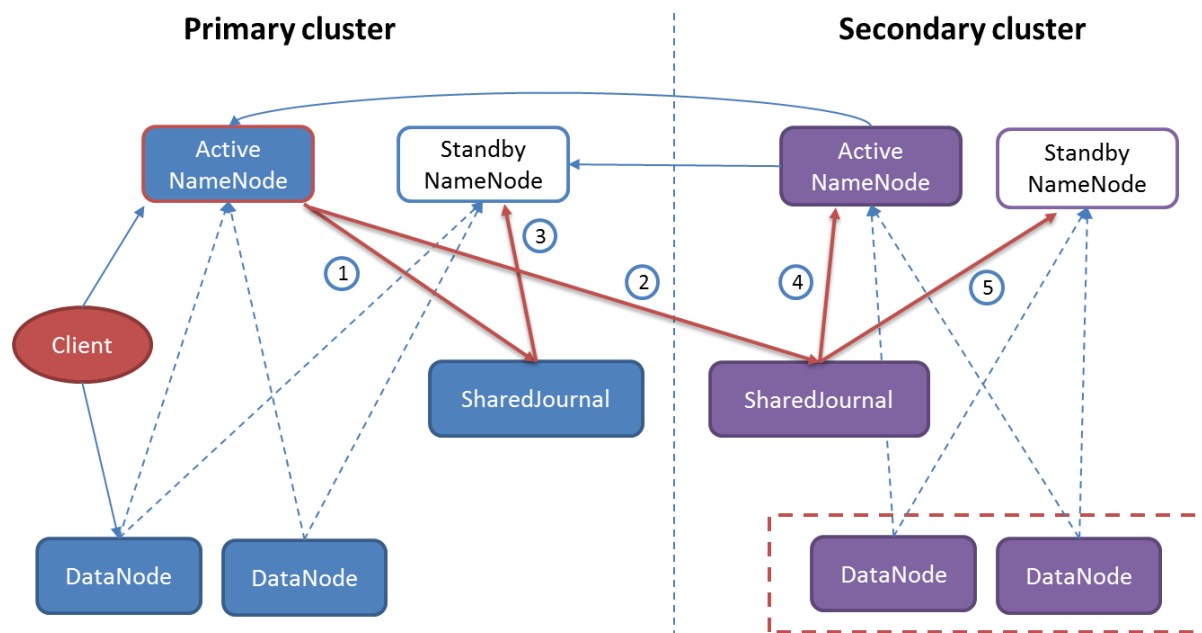 Primary cluster
Secondary cluster
Active
NameNode
Standby
NameNode
Active
NameNode
Standby
NameNode
3
1
2
4
5
Client
SharedJournal
SharedJournal
DataNode
DataNode
DataNode
DataNode